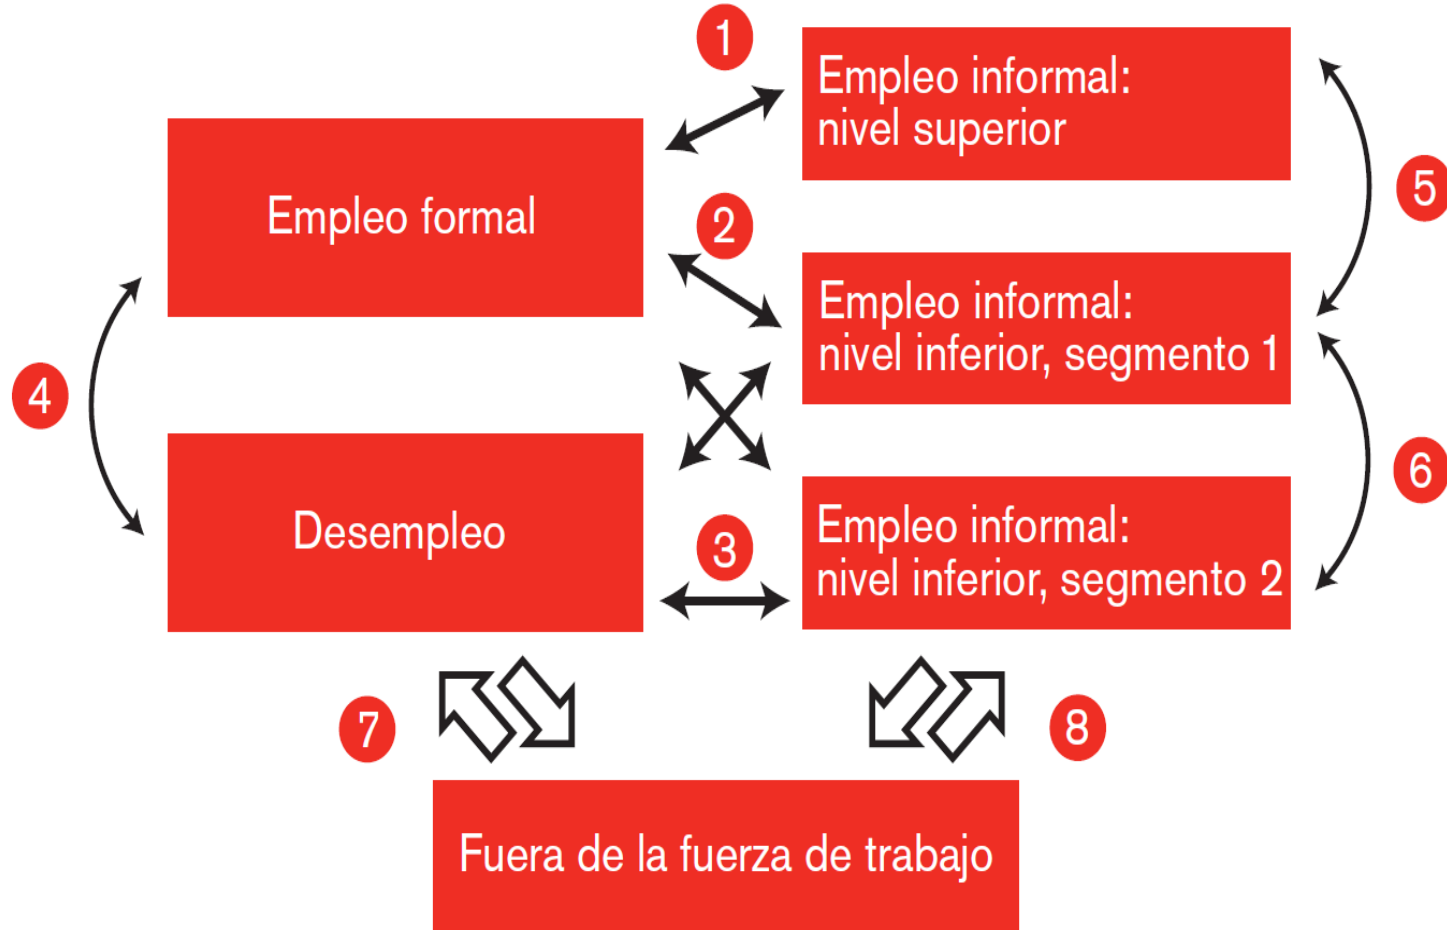 1
Empleo informal:
nivel superior
Empleo formal
2
5
Empleo informal:
nivel inferior, segmento 1
4
Desempleo
3
6
Empleo informal:
nivel inferior, segmento 2
7
8
Fuera de la fuerza de trabajo